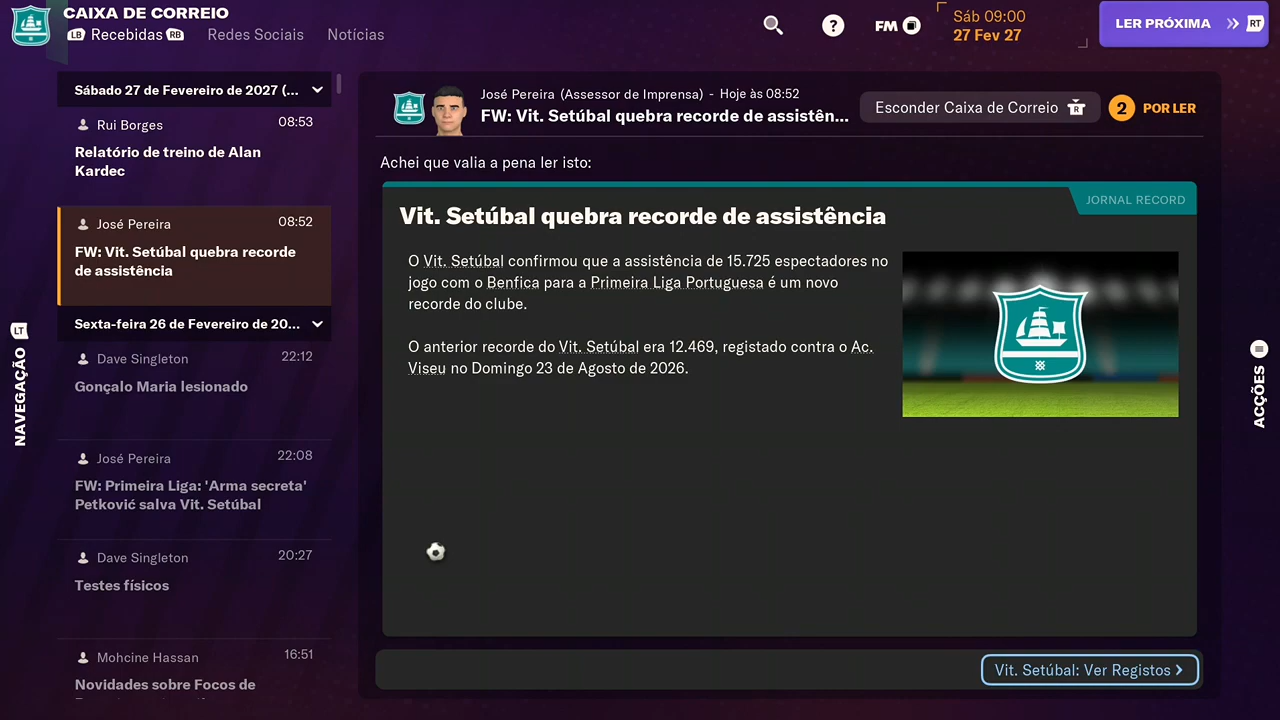 CAIXA DE CORREIO
LB Recebidas RB Redes Sociais Notícias
?
FM
Sáb 09:00
27 Fev 27
LER PRÓXIMA RT
Sábado 27 de Fevereiro de 2027 (...
Rui Borges 08:53
Relatório de treino de Alan
Kardec
José Pereira 08:52
FW: Vit. Setúbal quebra recorde
de assistência
Sexta-feira 26 de Fevereiro de 20...
Dave Singleton 22:12
Gonçalo Maria lesionado
José Pereira 22:08
FW: Primeira Liga: 'Arma secreta'
Petković salva Vit. Setúbal
Dave Singleton 20:27
Testes físicos
Mohcine Hassan 16:51
Novidades sobre Focos de
LT
NAVEGAÇÃO
José Pereira (Assessor de Imprensa) - Hoje às 08:52
FW: Vit. Setúbal quebra recorde de assistên...
Esconder Caixa de Correio R
2 POR LER
Achei que valia a pena ler isto:
JORNAL RECORD
Vit. Setúbal quebra recorde de assistência
O Vit. Setúbal confirmou que a assistência de 15.725 espectadores no
jogo com o Benfica para a Primeira Liga Portuguesa é um novo
recorde do clube.
O anterior recorde do Vit. Setúbal era 12.469, registado contra o Ac.
Viseu no Domingo 23 de Agosto de 2026.
Vit. Setúbal: Ver Registos
ACÇÕES